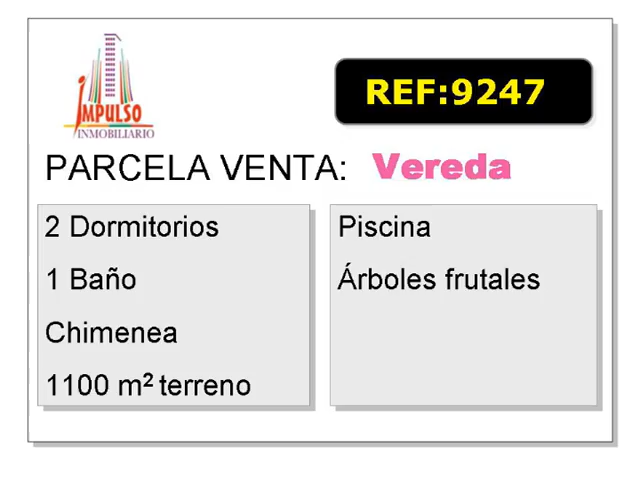 IMPULSO
INMOBILIARIO
REF:9247
PARCELA VENTA: Vereda
2 Dormitorios
1 Baño
Chimenea
1100 m² terreno
Piscina
Árboles frutales